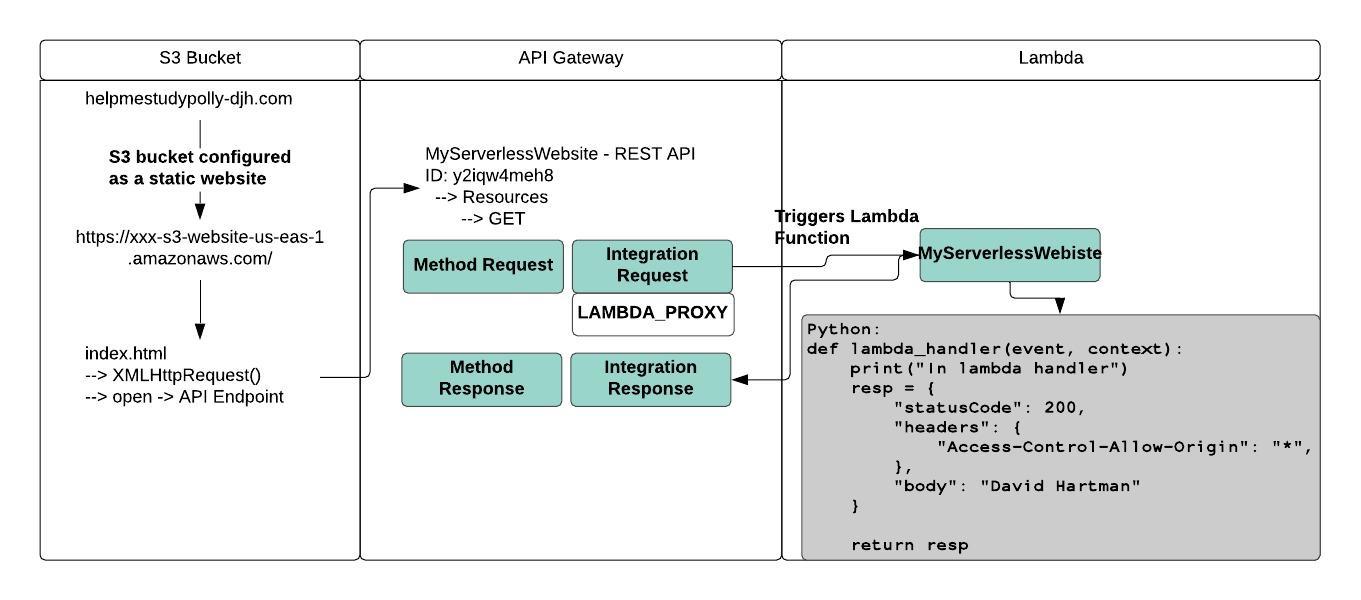 S3 Bucket
API Gateway
Lambda
helpmestudypolly-djh.com
S3 bucket configured
as a static website
https://xxx-s3-website-us-eas-1
.amazonaws.com/
index.html
--> XMLHttpRequest()
--> open -> API Endpoint
MyServerlessWebsite - REST API
ID: y2iqw4meh8
--> Resources
--> GET
Method Request
Integration
Request
LAMBDA_PROXY
Method
Response
Integration
Response
Triggers Lambda
Function
MyServerlessWebiste
Python:
def lambda_handler(event, context):
    print("In lambda handler")
    resp = {
        "statusCode": 200,
        "headers": {
            "Access-Control-Allow-Origin": "*",
        },
        "body": "David Hartman"
    }
    return resp